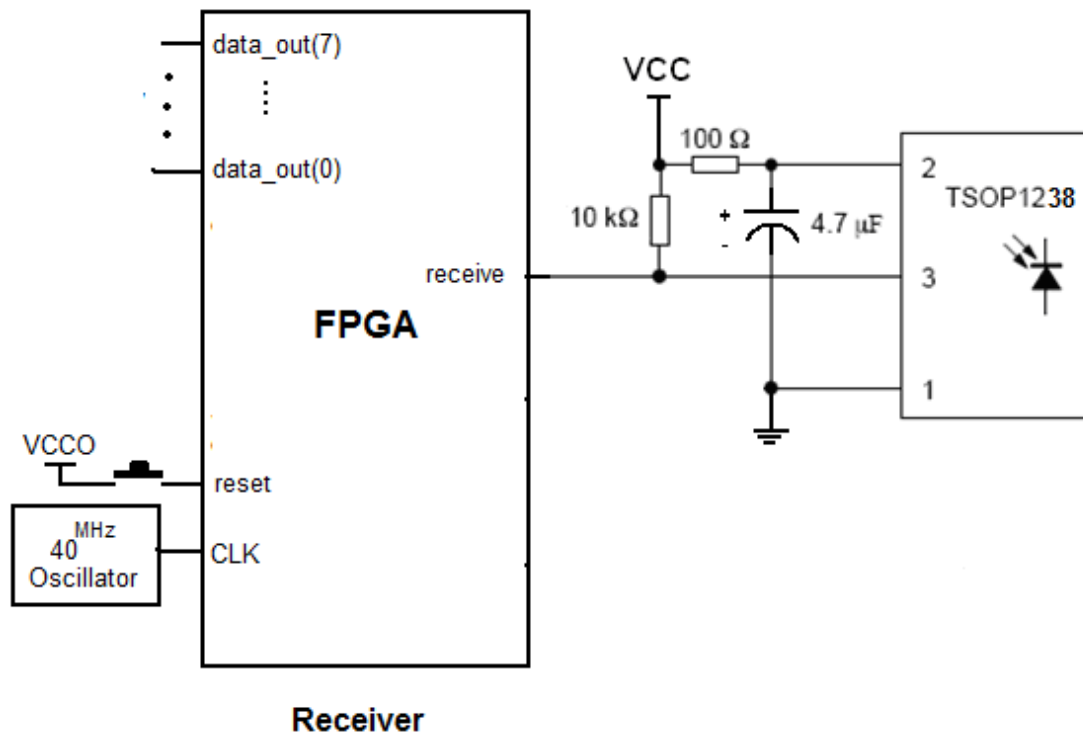 data_out(7)
data_out(0)
receive
FPGA
VCCO
reset
40 MHz
Oscillator
CLK
VCC
100 Ω
10 kΩ
+
-
4.7 µF
2
TSOP1238
3
1
Receiver